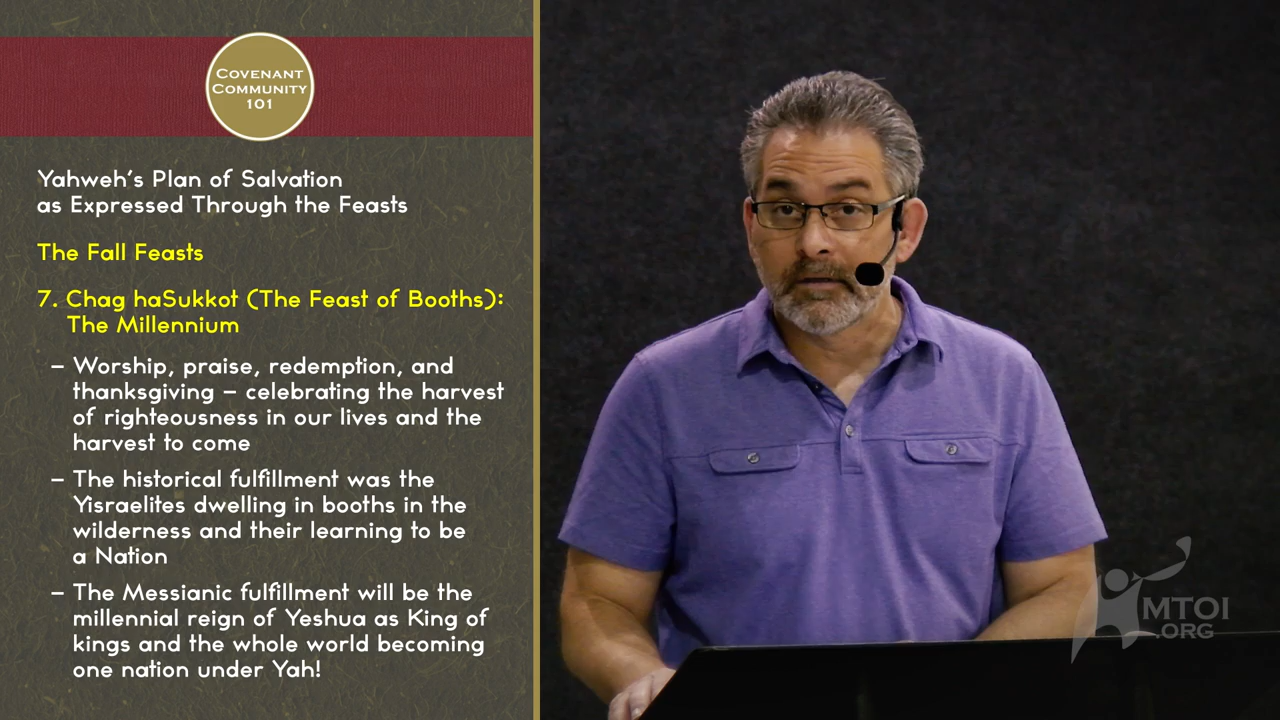 COVENANT
COMMUNITY
101
Yahweh's Plan of Salvation
as Expressed Through the Feasts
The Fall Feasts
7. Chag haSukkot (The Feast of Booths):
The Millennium
– Worship, praise, redemption, and
thanksgiving – celebrating the harvest
of righteousness in our lives and the
harvest to come
– The historical fulfillment was the
Yisraelites dwelling in booths in the
wilderness and their learning to be
a Nation
– The Messianic fulfillment will be the
millennial reign of Yeshua as King of
kings and the whole world becoming
one nation under Yah!
MTOI
.ORG